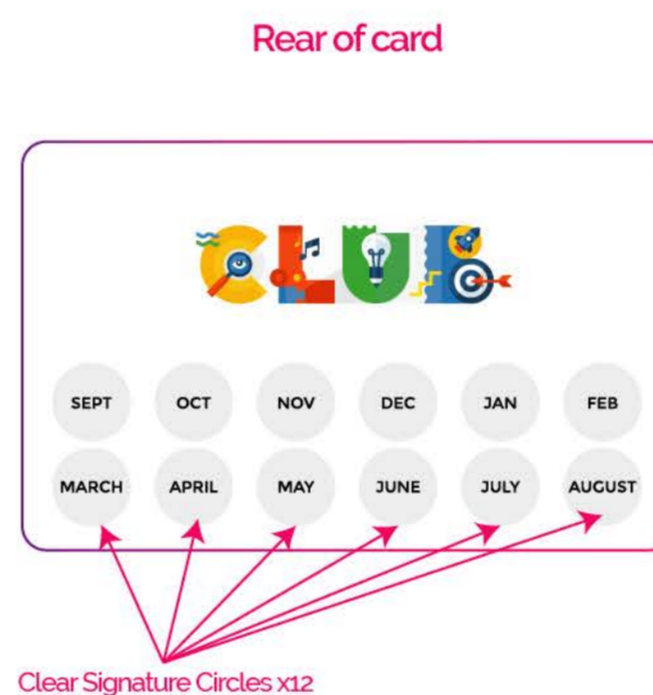 Rear of card
CLUB
SEPT OCT NOV DEC JAN FEB
MARCH APRIL MAY JUNE JULY AUGUST
Clear Signature Circles x12